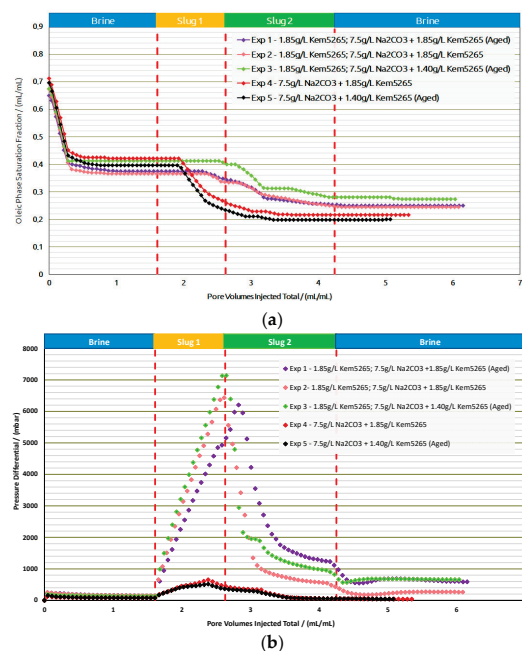 Brine Slug 1 Slug 2 Brine
0,9
0,8
0,7
0,6
0,5
0,4
0,3
0,2
0,1
0
Oleic Phase Saturation Fraction / (mL/mL)
Exp 1 - 1.85g/L Kem5265; 7.5g/L Na2CO3 + 1.85g/L Kem5265 (Aged)
Exp 2 - 1.85g/L Kem5265; 7.5g/L Na2CO3 + 1.85g/L Kem5265
Exp 3 - 1.85g/L Kem5265; 7.5g/L Na2CO3 + 1.40g/L Kem5265 (Aged)
Exp 4 - 7.5g/L Na2CO3 + 1.85g/L Kem5265
Exp 5 - 7.5g/L Na2CO3 + 1.40g/L Kem5265 (Aged)
0 1 2 3 4 5 6 7
Pore Volumes Injected Total / (mL/mL)
(a)
Brine Slug 1 Slug 2 Brine
8000
7000
6000
5000
4000
3000
2000
1000
0
Pressure Differential / (mbar)
Exp 1 - 1.85g/L Kem5265; 7.5g/L Na2CO3 +1.85g/L Kem5265 (Aged)
Exp 2- 1.85g/L Kem5265; 7.5g/L Na2CO3 + 1.85g/L Kem5265
Exp 3 - 1.85g/L Kem5265; 7.5g/L Na2CO3 + 1.40g/L Kem5265 (Aged)
Exp 4 - 7.5g/L Na2CO3 + 1.85g/L Kem5265
Exp 5 - 7.5g/L Na2CO3 + 1.40g/L Kem5265 (Aged)
0 1 2 3 4 5 6
Pore Volumes Injected Total / (mL/mL)
(b)